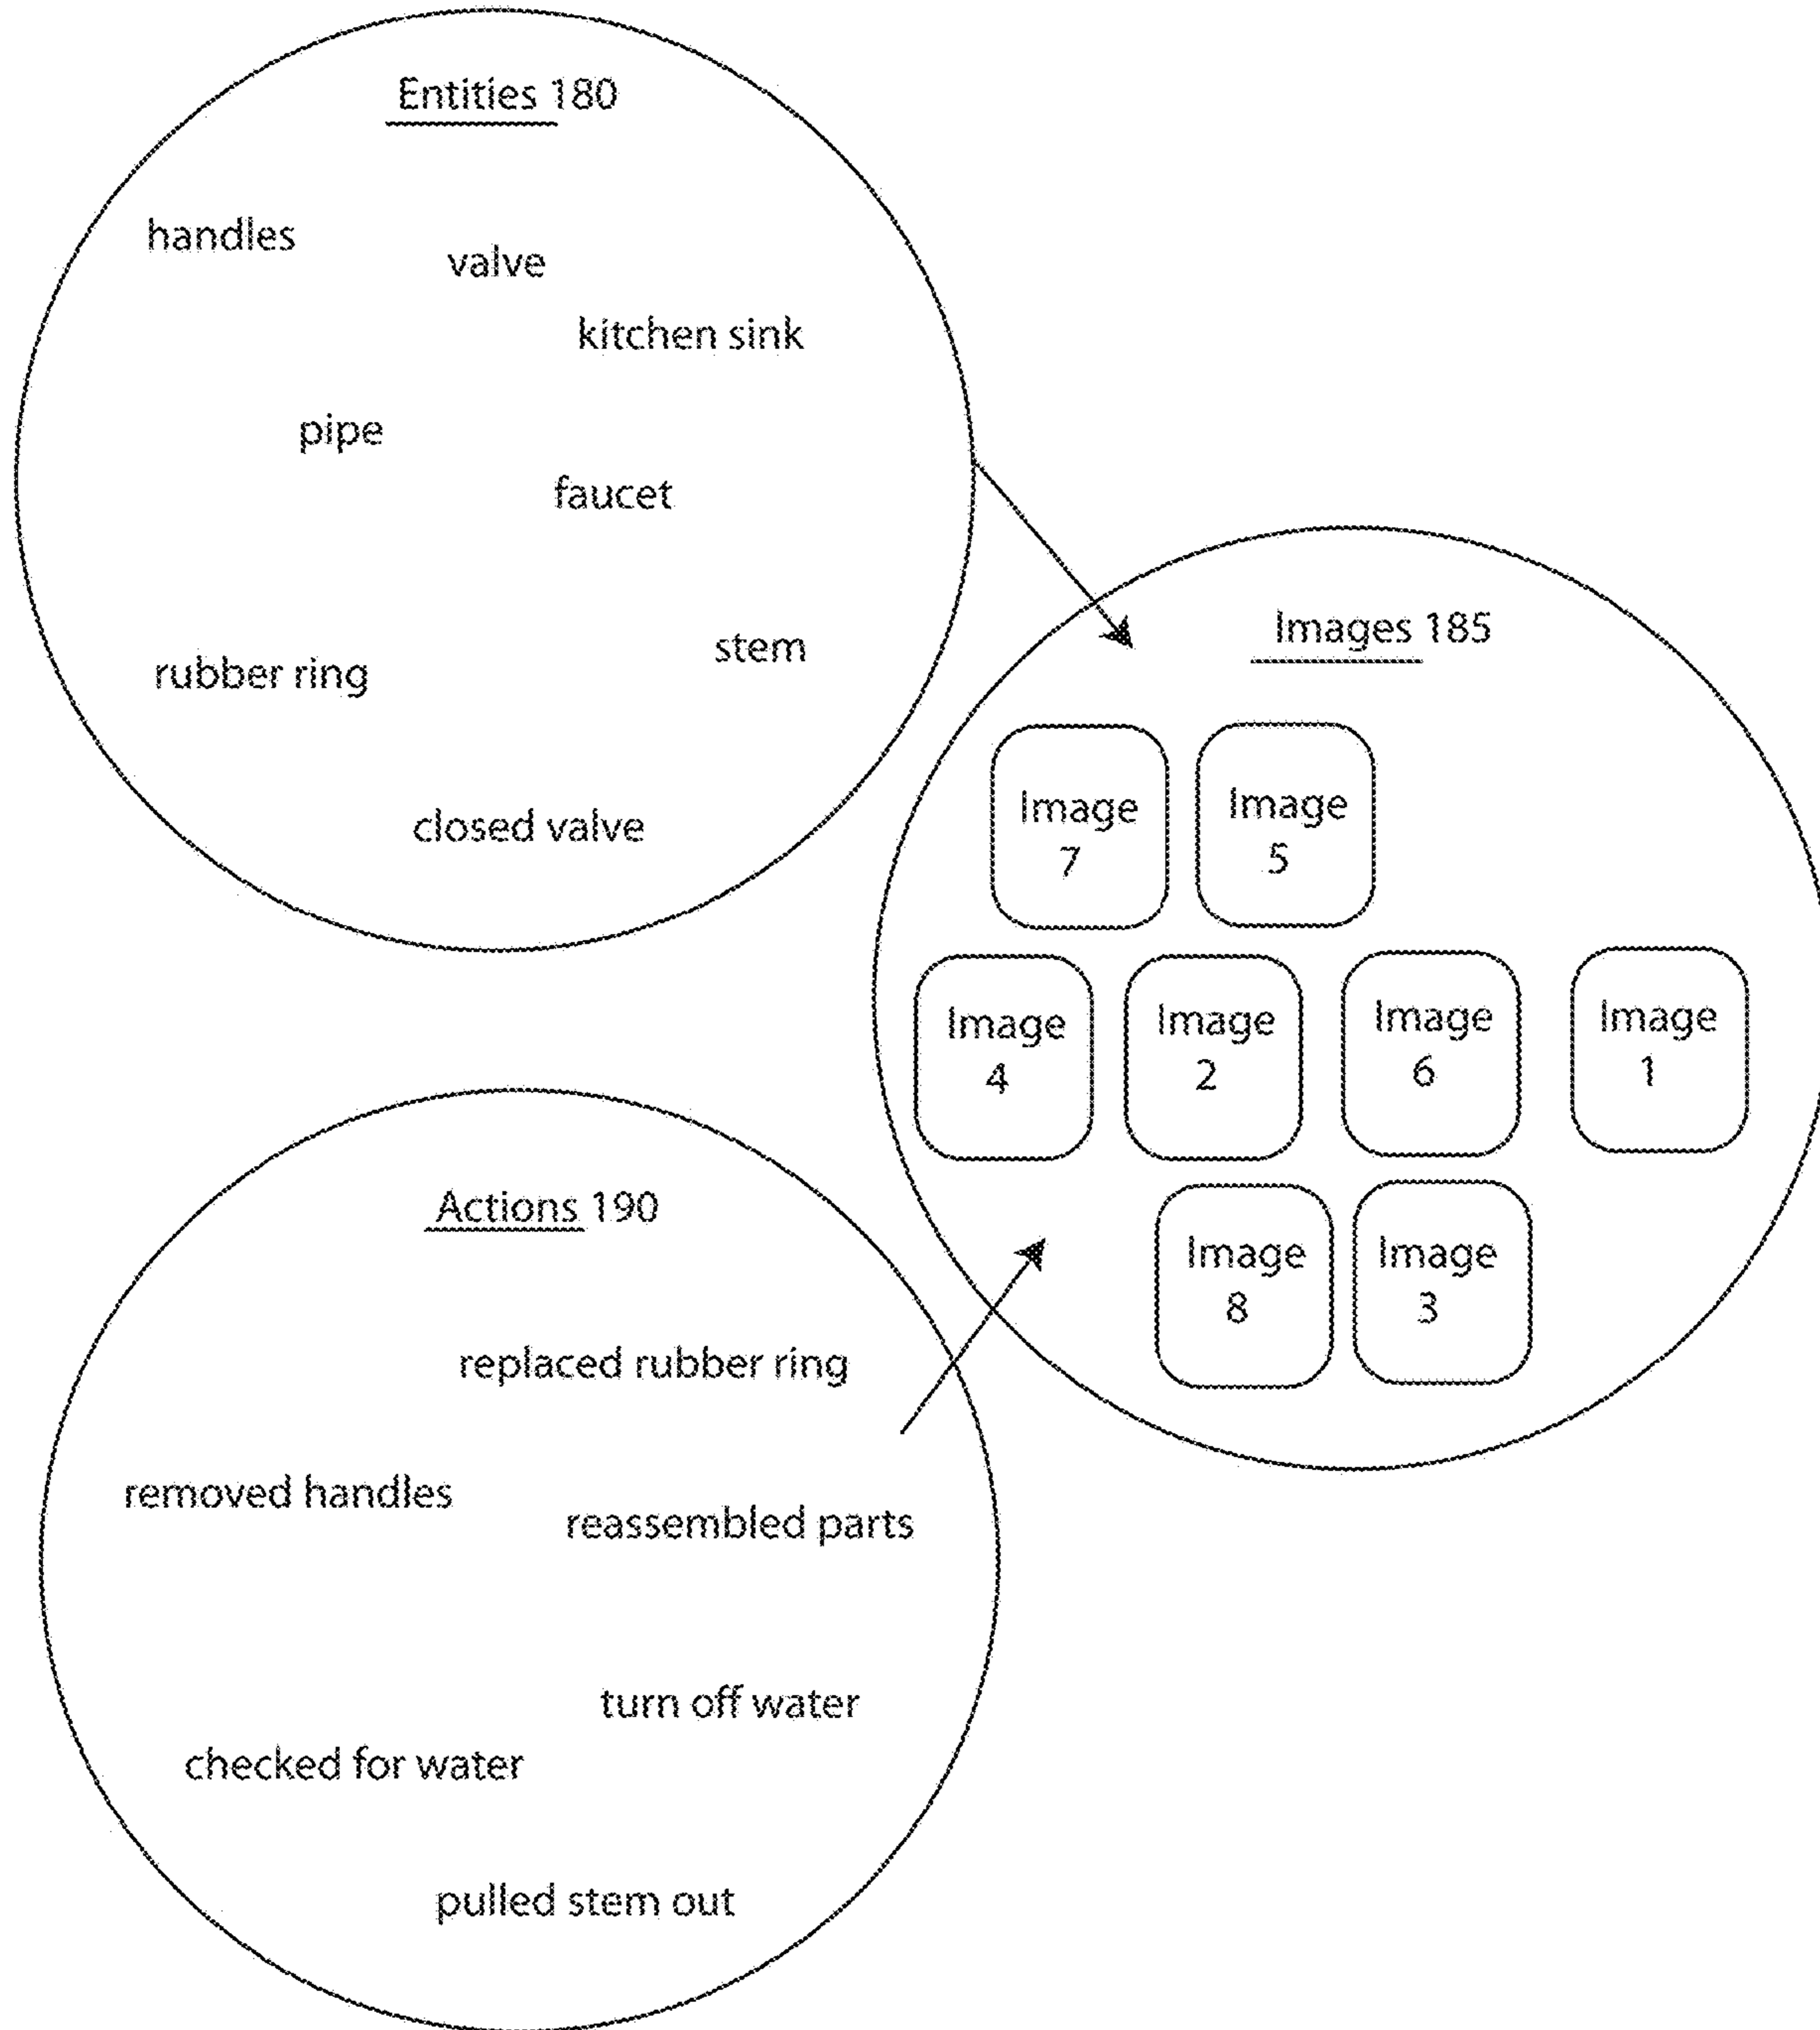 Entities 180
handles
valve
kitchen sink
pipe
faucet
stem
rubber ring
closed valve
Images 185
Image
7
Image
5
Image
4
Image
2
Image
6
Image
1
Image
8
Image
3
Actions 190
replaced rubber ring
removed handles
reassembled parts
turn off water
checked for water
pulled stem out